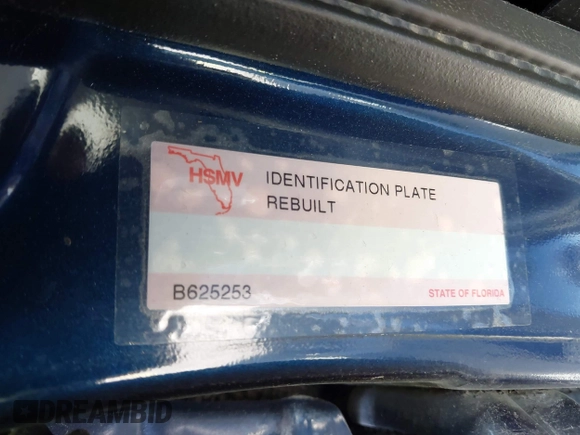 HSMV
IDENTIFICATION PLATE
REBUILT
B625253
STATE OF FLORIDA
DREAMBID